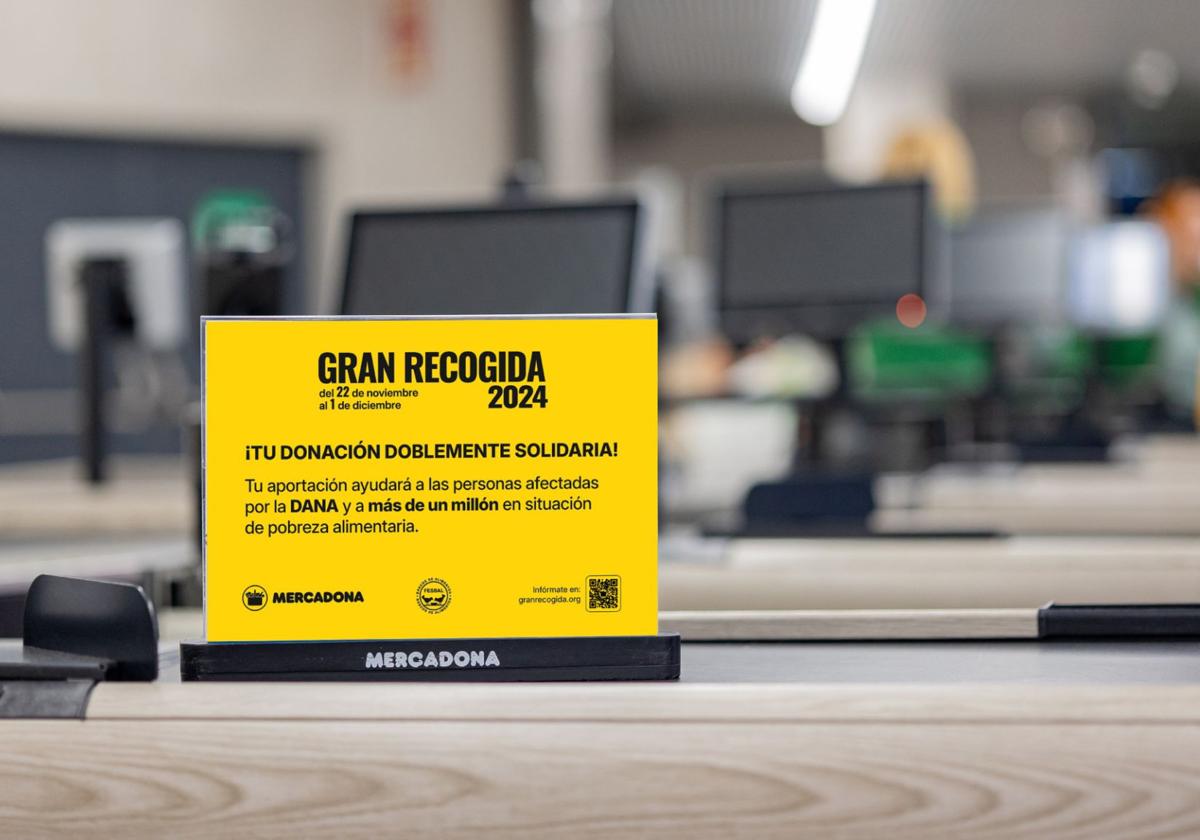 GRAN RECOGIDA
del 22 de noviembre
al 1 de diciembre
2024
¡TU DONACIÓN DOBLEMENTE SOLIDARIA!
Tu aportación ayudará a las personas afectadas
por la DANA y a más de un millón en situación
de pobreza alimentaria.
MERCADONA
FESBAL
Infórmate en:
granrecogida.org
MERCADONA